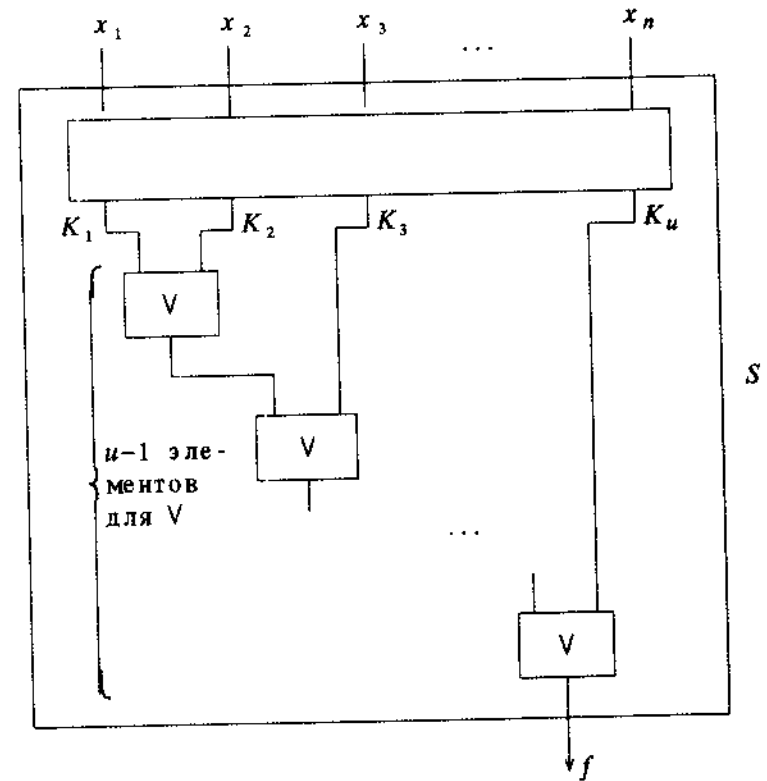 x₁ x₂ x₃ ... xₙ
K₁ K₂ K₃ Kᵤ
V
S
V
u−1 эле-
ментов
для V
...
V
f